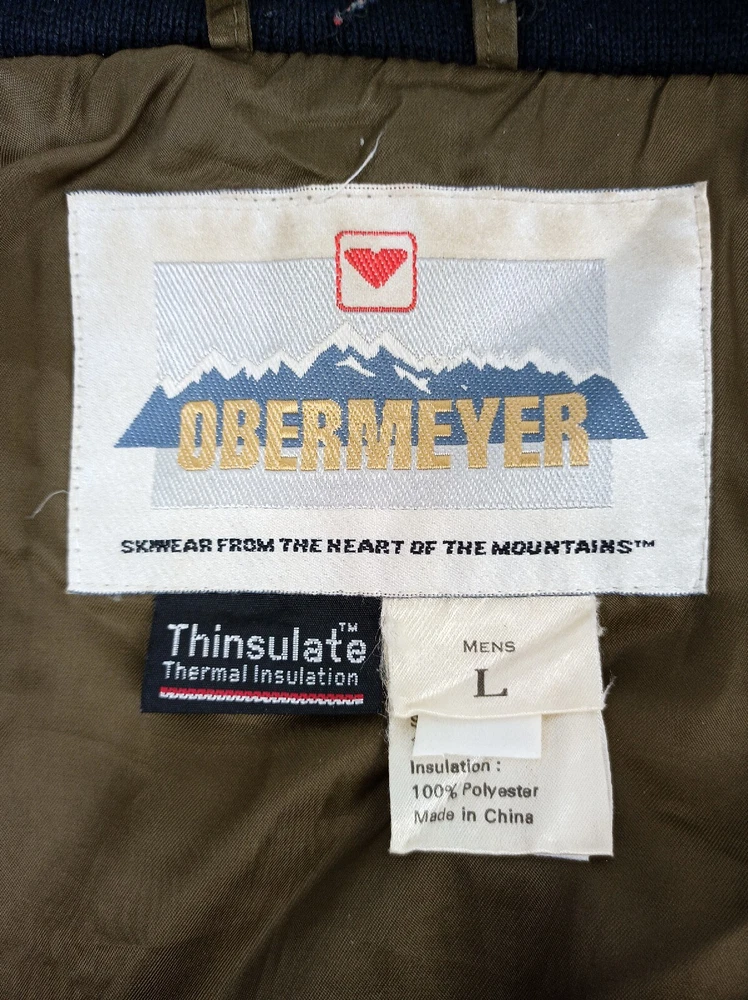 OBERMEYER
SKIWEAR FROM THE HEART OF THE MOUNTAINS™
Thinsulate™
Thermal Insulation
MENS
L
Insulation :
100% Polyester
Made in China